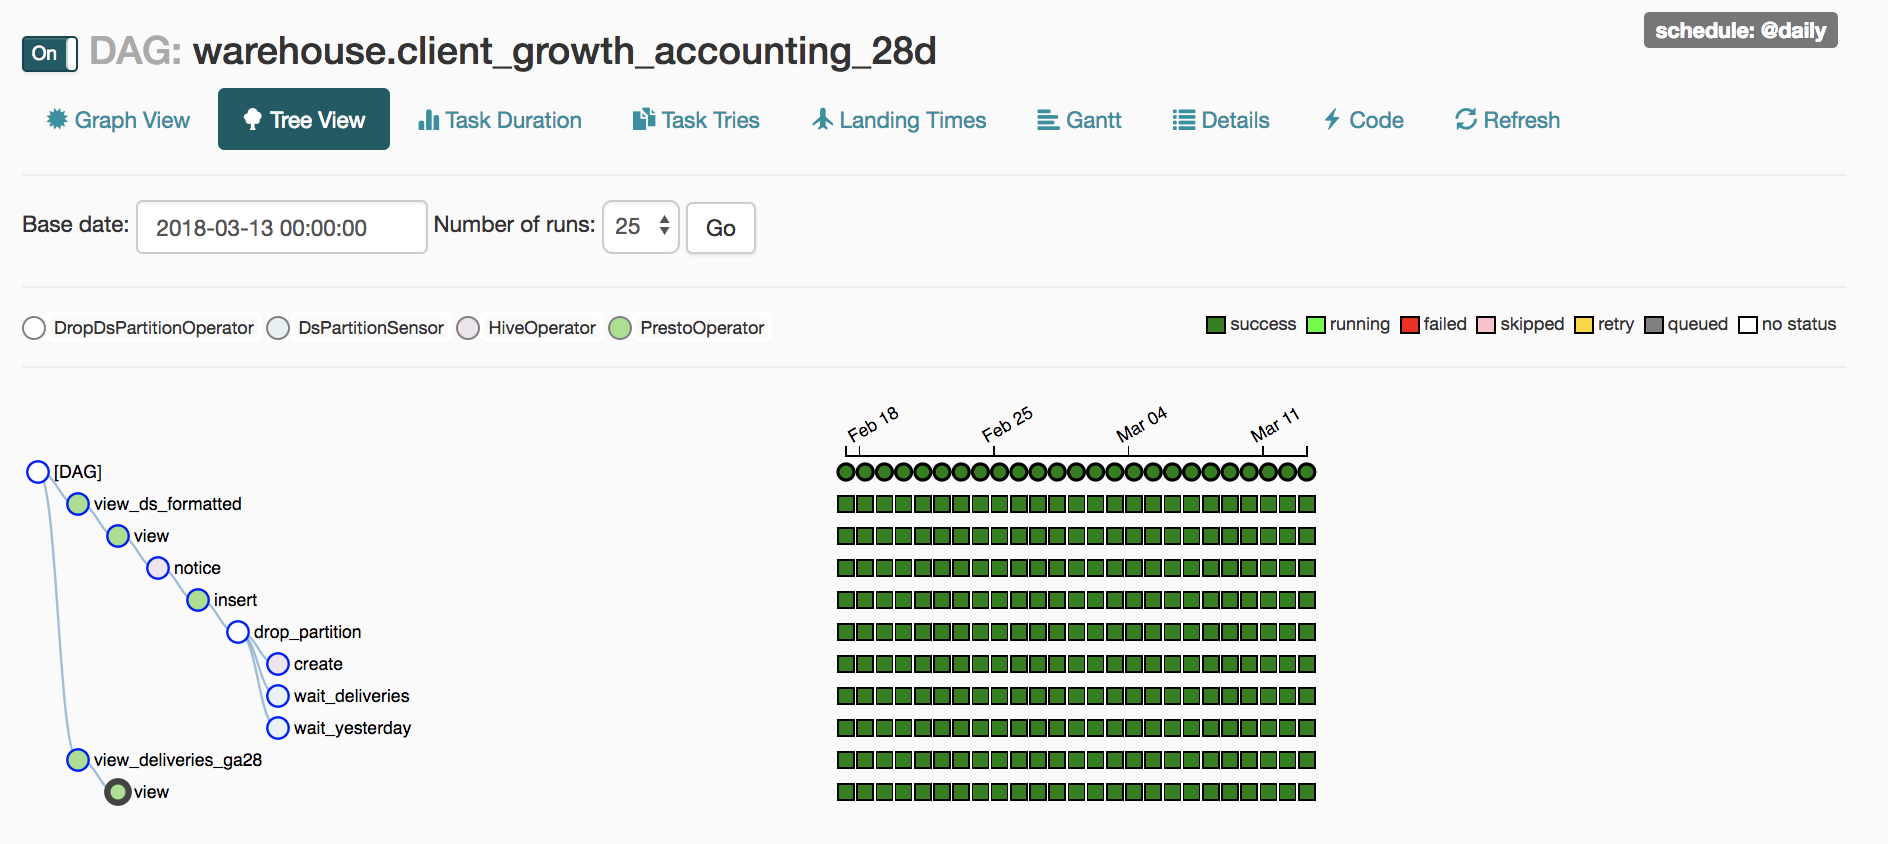 On DAG: warehouse.client_growth_accounting_28d
schedule: @daily
Graph View Tree View Task Duration Task Tries Landing Times Gantt Details Code Refresh
Base date: 2018-03-13 00:00:00 Number of runs: 25 Go
DropDsPartitionOperator DsPartitionSensor HiveOperator PrestoOperator
success running failed skipped retry queued no status
Feb 18 Feb 25 Mar 04 Mar 11
[DAG]
view_ds_formatted
view
notice
insert
drop_partition
create
wait_deliveries
wait_yesterday
view_deliveries_ga28
view